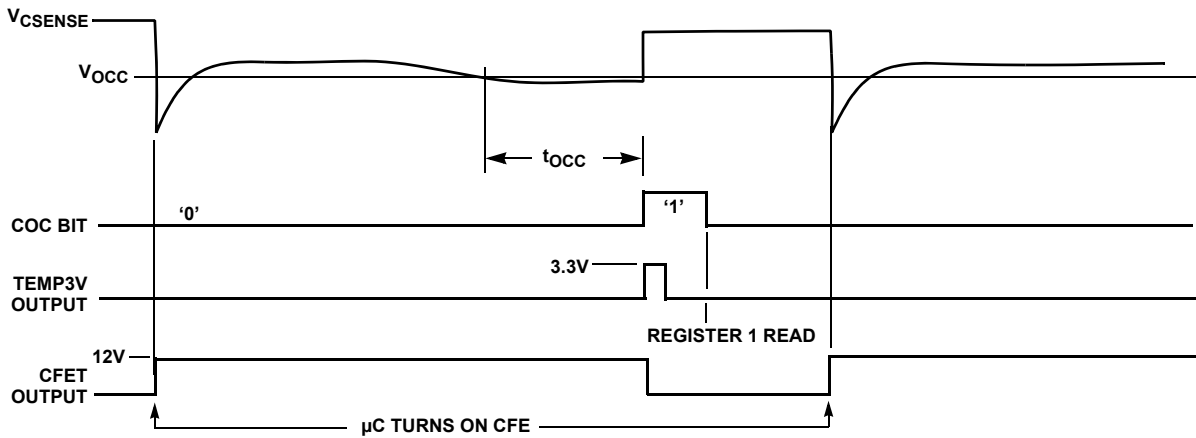 VCSENSE
VOCC
tOCC
COC BIT
‘0’
‘1’
3.3V
TEMP3V
OUTPUT
REGISTER 1 READ
12V
CFET
OUTPUT
µC TURNS ON CFE